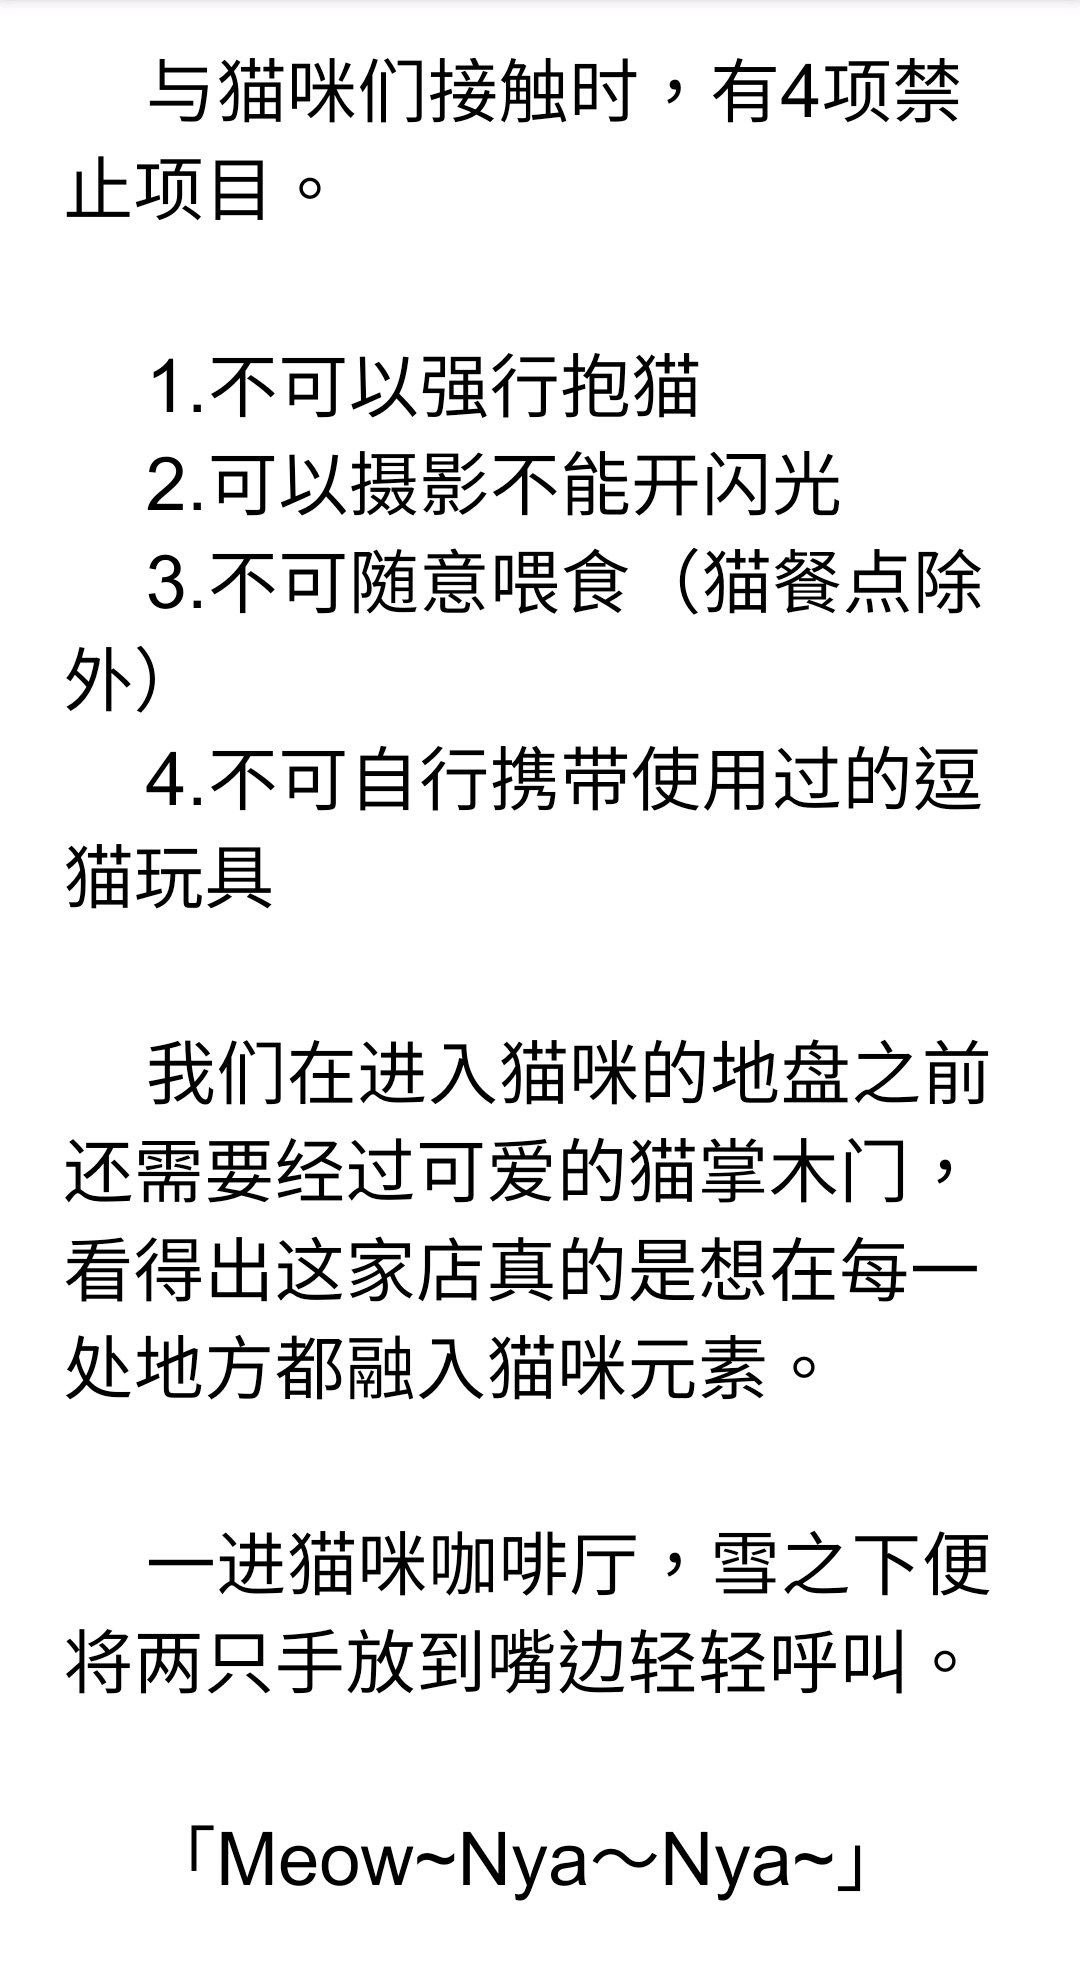 与猫咪们接触时，有4项禁
止项目。
1.不可以强行抱猫
2.可以摄影不能开闪光
3.不可随意喂食（猫餐点除
外）
4.不可自行携带使用过的逗
猫玩具
我们在进入猫咪的地盘之前
还需要经过可爱的猫掌木门，
看得出这家店真的是想在每一
处地方都融入猫咪元素。
一进猫咪咖啡厅，雪之下便
将两只手放到嘴边轻轻呼叫。
「Meow~Nya～Nya~」